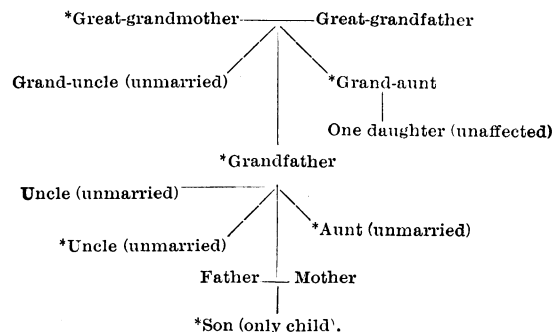 *Great-grandmother Great-grandfather
Grand-uncle (unmarried) *Grand-aunt
One daughter (unaffected)
*Grandfather
Uncle (unmarried)
*Uncle (unmarried) *Aunt (unmarried)
Father Mother
*Son (only child).